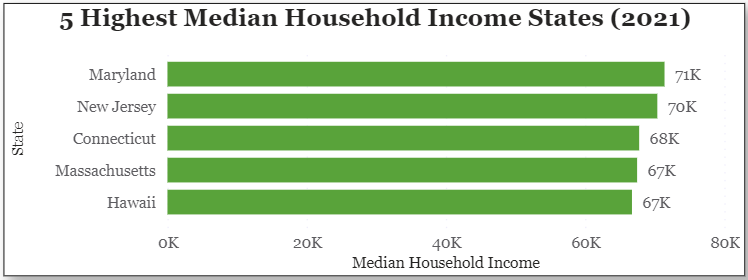 5 Highest Median Household Income States (2021)
State
Maryland 71K
New Jersey 70K
Connecticut 68K
Massachusetts 67K
Hawaii 67K
0K 20K 40K 60K 80K
Median Household Income